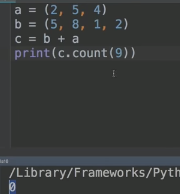 a = (2, 5, 4)
b = (5, 8, 1, 2)
c = b + a
print(c.count(9))
/Library/Frameworks/Pyth
0